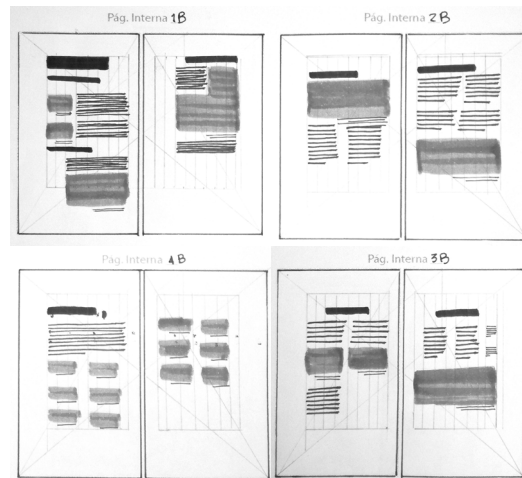 Pág. Interna 1B
Pág. Interna 2B
Pág. Interna 4B
Pág. Interna 3B